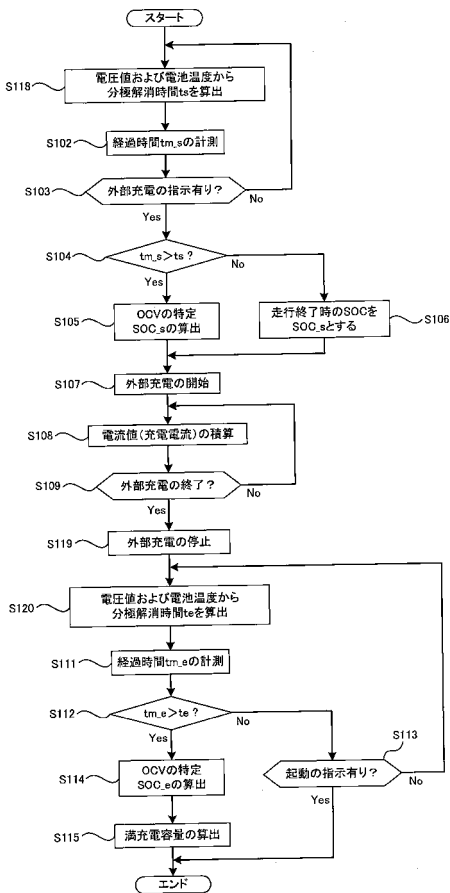 スタート
S118
電圧値および電池温度から
分極解消時間tsを算出
S102
経過時間tm_sの計測
S103
外部充電の指示有り?
No
Yes
S104
tm_s>ts?
No
Yes
S105
OCVの特定
SOC_sの算出
走行終了時のSOCを
SOC_sとする
S106
S107
外部充電の開始
S108
電流値(充電電流)の積算
S109
外部充電の終了?
No
Yes
S119
外部充電の停止
S120
電圧値および電池温度から
分極解消時間teを算出
S111
経過時間tm_eの計測
S112
tm_e>te?
No
Yes
S113
起動の指示有り?
No
Yes
S114
OCVの特定
SOC_eの算出
S115
満充電容量の算出
エンド